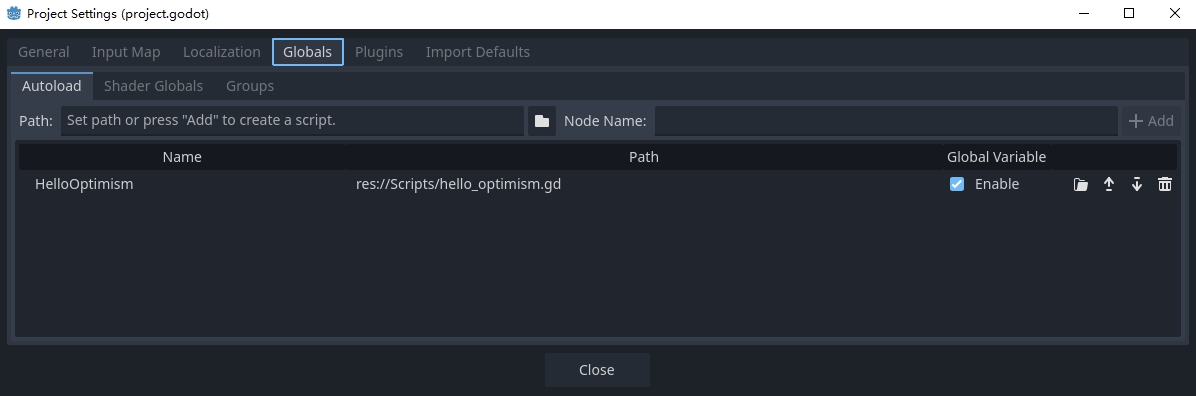 Project Settings (project.godot)
General Input Map Localization Globals Plugins Import Defaults
Autoload Shader Globals Groups
Path: Set path or press "Add" to create a script. Node Name: Add
Name Path Global Variable
HelloOptimism res://Scripts/hello_optimism.gd Enable
Close